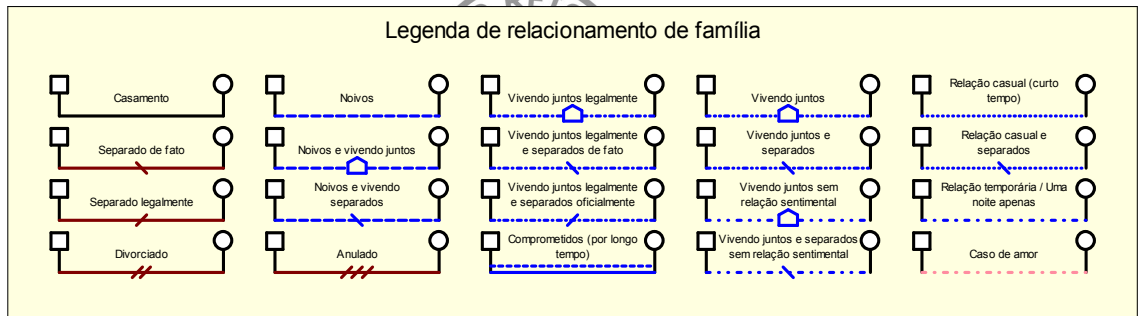 Legenda de relacionamento de família
Casamento
Noivos
Vivendo juntos legalmente
Vivendo juntos
Relação casual (curto
tempo)
Separado de fato
Noivos e vivendo juntos
Vivendo juntos legalmente
e separados de fato
Vivendo juntos e
separados
Relação casual e
separados
Separado legalmente
Noivos e vivendo
separados
Vivendo juntos legalmente
e separados oficialmente
Vivendo juntos sem
relação sentimental
Relação temporária / Uma
noite apenas
Divorciado
Anulado
Comprometidos (por longo
tempo)
Vivendo juntos e separados
sem relação sentimental
Caso de amor